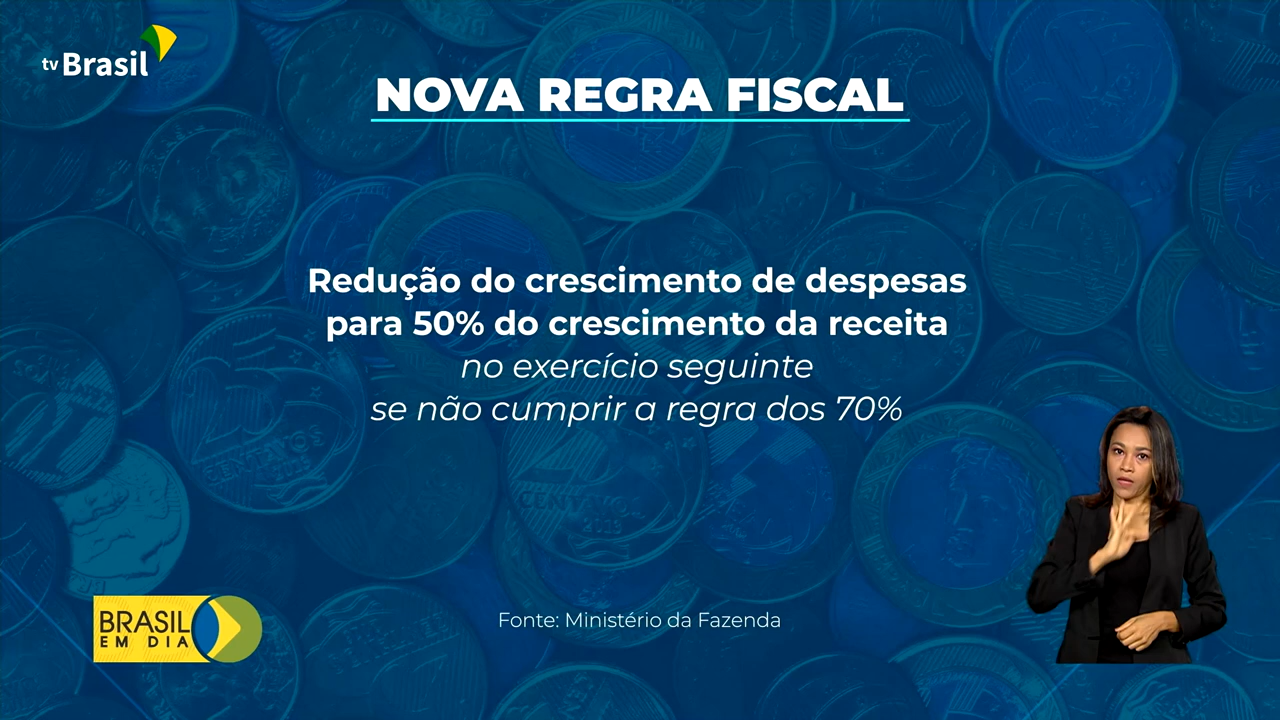 tv Brasil
NOVA REGRA FISCAL
Redução do crescimento de despesas
para 50% do crescimento da receita
no exercício seguinte
se não cumprir a regra dos 70%
Fonte: Ministério da Fazenda
BRASIL
EM DIA